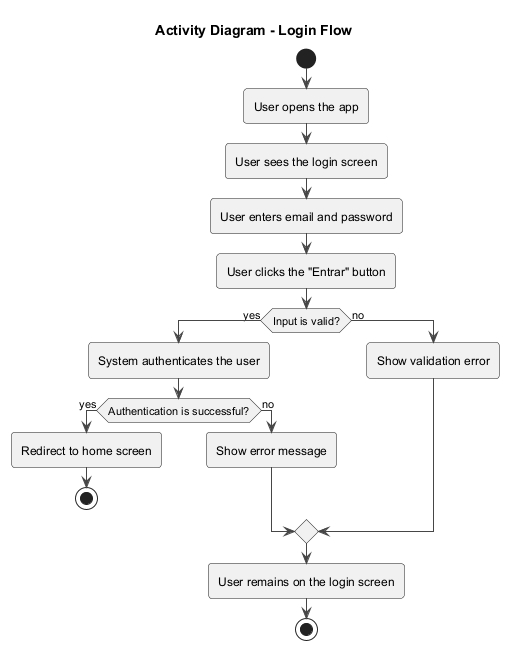 Activity Diagram - Login Flow
User opens the app
User sees the login screen
User enters email and password
User clicks the "Entrar" button
yes
Input is valid?
no
System authenticates the user
Show validation error
yes
Authentication is successful?
no
Redirect to home screen
Show error message
User remains on the login screen